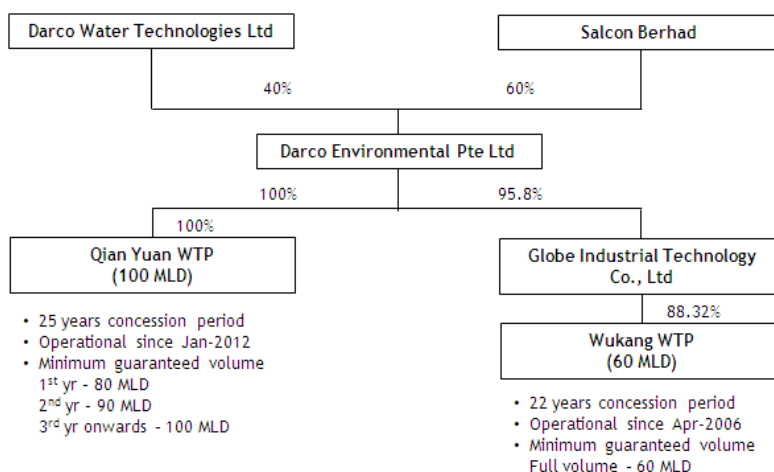 Darco Water Technologies Ltd
Salcon Berhad
40%
60%
Darco Environmental Pte Ltd
100%
95.8%
100%
Qian Yuan WTP
(100 MLD)
Globe Industrial Technology
Co., Ltd
88.32%
• 25 years concession period
• Operational since Jan-2012
• Minimum guaranteed volume
1st yr - 80 MLD
2nd yr - 90 MLD
3rd yr onwards - 100 MLD
Wukang WTP
(60 MLD)
• 22 years concession period
• Operational since Apr-2006
• Minimum guaranteed volume
Full volume - 60 MLD